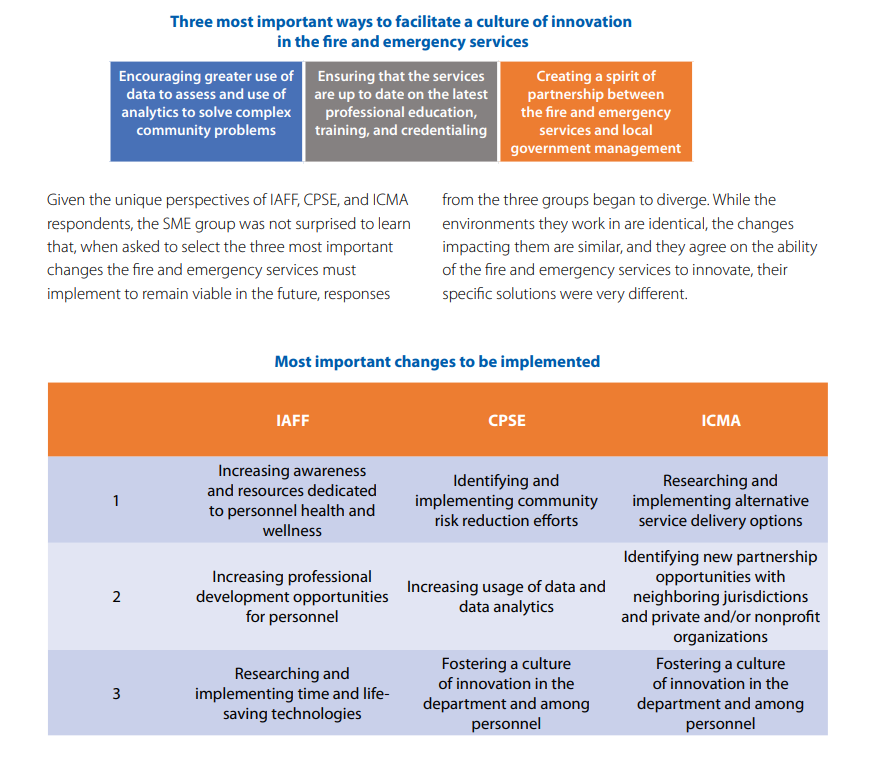 Three most important ways to facilitate a culture of innovation
in the fire and emergency services
Encouraging greater use of
data to assess and use of
analytics to solve complex
community problems
Ensuring that the services
are up to date on the latest
professional education,
training, and credentialing
Creating a spirit of
partnership between
the fire and emergency
services and local
government management
Given the unique perspectives of IAFF, CPSE, and ICMA
respondents, the SME group was not surprised to learn
that, when asked to select the three most important
changes the fire and emergency services must
implement to remain viable in the future, responses
from the three groups began to diverge. While the
environments they work in are identical, the changes
impacting them are similar, and they agree on the ability
of the fire and emergency services to innovate, their
specific solutions were very different.
Most important changes to be implemented
IAFF
CPSE
ICMA
1
Increasing awareness
and resources dedicated
to personnel health and
wellness
Identifying and
implementing community
risk reduction efforts
Researching and
implementing alternative
service delivery options
2
Increasing professional
development opportunities
for personnel
Increasing usage of data and
data analytics
Identifying new partnership
opportunities with
neighboring jurisdictions
and private and/or nonprofit
organizations
3
Researching and
implementing time and life-
saving technologies
Fostering a culture
of innovation in the
department and among
personnel
Fostering a culture
of innovation in the
department and among
personnel